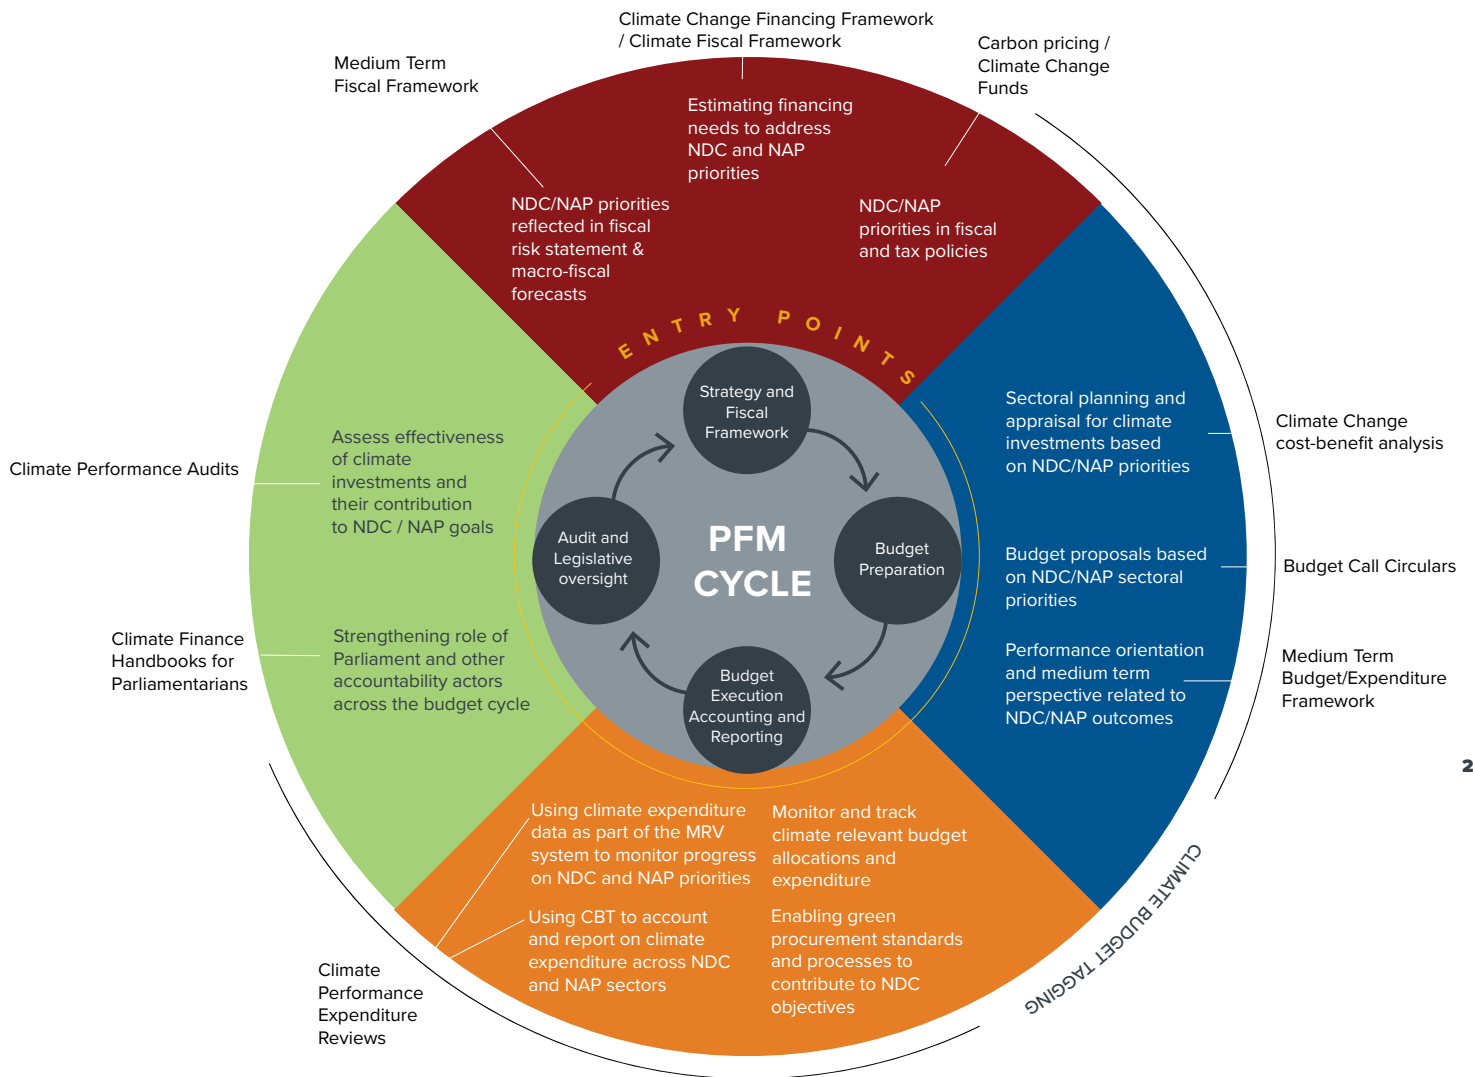 Climate Change Financing Framework
/ Climate Fiscal Framework
Carbon pricing /
Climate Change
Funds
Medium Term
Fiscal Framework
Estimating financing
needs to address
NDC and NAP
priorities
NDC/NAP priorities
reflected in fiscal
risk statement &
macro-fiscal
forecasts
NDC/NAP
priorities in fiscal
and tax policies
ENTRY POINTS
Strategy and
Fiscal
Framework
Sectoral planning and
appraisal for climate
investments based
on NDC/NAP priorities
Climate Change
cost-benefit analysis
Assess effectiveness
of climate
investments and
their contribution
to NDC / NAP goals
Climate Performance Audits
Audit and
Legislative
oversight
PFM
CYCLE
Budget
Preparation
Budget proposals based
on NDC/NAP sectoral
priorities
Budget Call Circulars
Climate Finance
Handbooks for
Parliamentarians
Strengthening role of
Parliament and other
accountability actors
across the budget cycle
Budget
Execution
Accounting and
Reporting
Performance orientation
and medium term
perspective related to
NDC/NAP outcomes
Medium Term
Budget/Expenditure
Framework
2
Using climate expenditure
data as part of the MRV
system to monitor progress
on NDC and NAP priorities
Monitor and track
climate relevant budget
allocations and
expenditure
Using CBT to account
and report on climate
expenditure across NDC
and NAP sectors
Enabling green
procurement standards
and processes to
contribute to NDC
objectives
CLIMATE BUDGET TAGGING
Climate
Performance
Expenditure
Reviews